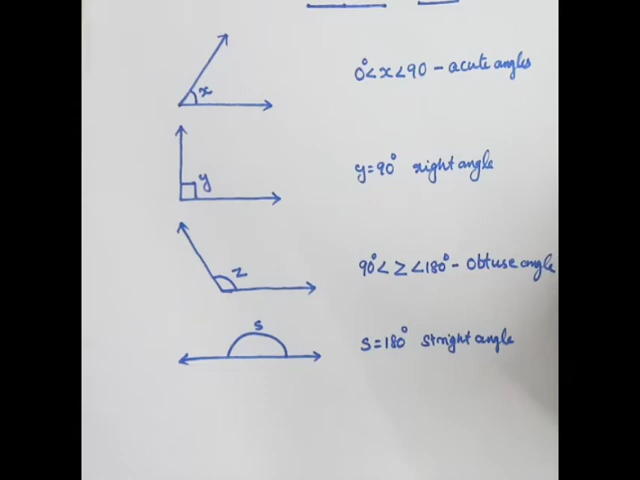 x
0°<x<90 - acute angles
y
y=90° right angle
z
90°< z <180° - obtuse angle
s
s=180° straight angle